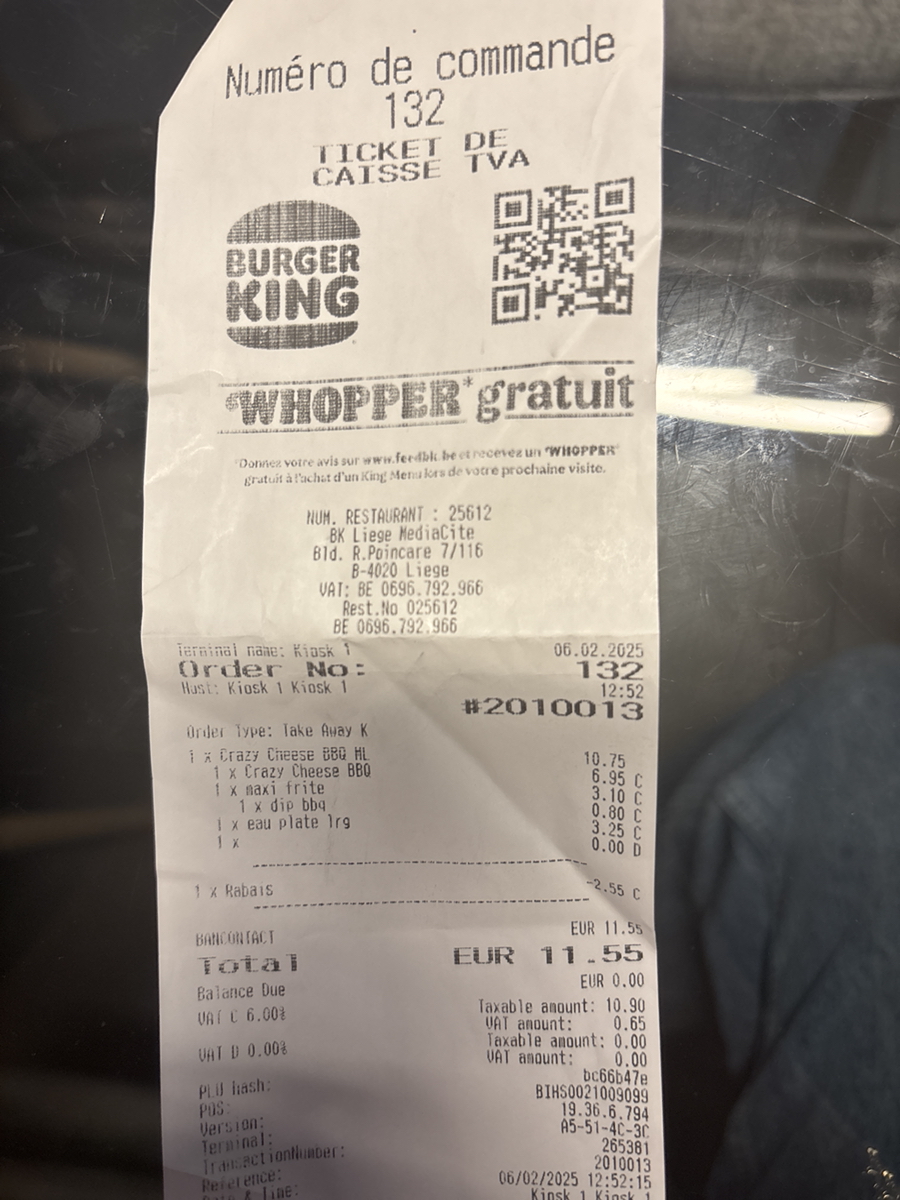 Numéro de commande
132
TICKET DE
CAISSE TVA
BURGER
KING
WHOPPER* gratuit
*Donnez votre avis sur www.feedbk.be et recevez un WHOPPER®
gratuit à l'achat d'un King Menu lors de votre prochaine visite.
NUM. RESTAURANT : 25612
BK Liege MediaCite
Bld. R.Poincare 7/116
B-4020 Liege
VAT: BE 0696.792.966
Rest.No 025612
BE 0696.792.966
Terminal name: Kiosk 1 06.02.2025
Order No: 132
Host: Kiosk 1 Kiosk 1 12:52
#2010013
Order Type: Take Away K
1 x Crazy Cheese BBQ ML 10.75
1 x Crazy Cheese BBQ 6.95 C
1 x maxi frite 3.10 C
1 x dip bbq 0.80 C
1 x eau plate lrg 3.25 C
1 x 0.00 D
1 x Rabais -2.55 C
BANCONTACT EUR 11.55
Total EUR 11.55
Balance Due EUR 0.00
VAT C 6.00% Taxable amount: 10.90
VAT amount: 0.65
VAT D 0.00% Taxable amount: 0.00
VAT amount: 0.00
PLU hash: bc66b47e
POS: BIHS0021009099
Version: 19.36.6.794
Terminal: A5-51-4C-3C
TransactionNumber: 265381
Reference: 2010013
Date & Time: 06/02/2025 12:52:15
Kiosk 1 Kiosk 1